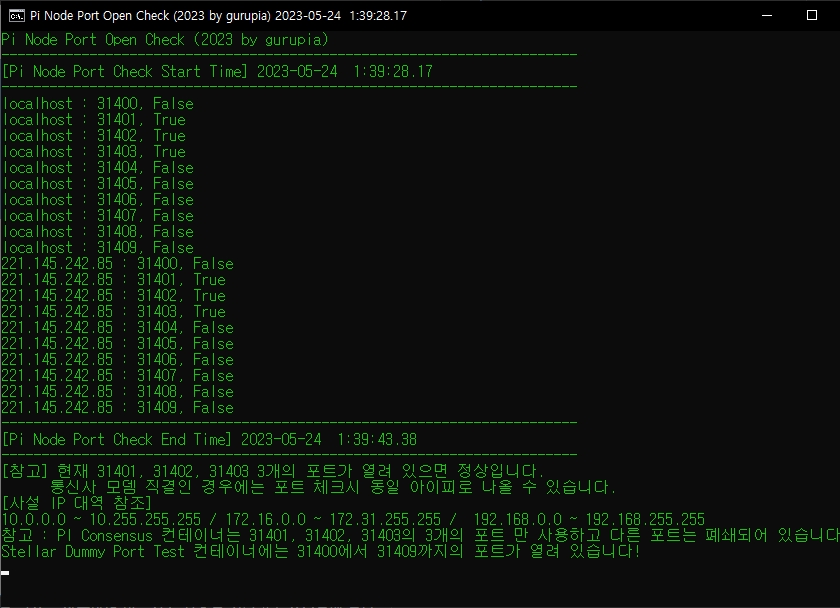 Pi Node Port Open Check (2023 by gurupia) 2023-05-24  1:39:28.17
Pi Node Port Open Check (2023 by gurupia)
------------------------------------------------------------------------
[Pi Node Port Check Start Time] 2023-05-24  1:39:28.17
------------------------------------------------------------------------
localhost : 31400, False
localhost : 31401, True
localhost : 31402, True
localhost : 31403, True
localhost : 31404, False
localhost : 31405, False
localhost : 31406, False
localhost : 31407, False
localhost : 31408, False
localhost : 31409, False
221.145.242.85 : 31400, False
221.145.242.85 : 31401, True
221.145.242.85 : 31402, True
221.145.242.85 : 31403, True
221.145.242.85 : 31404, False
221.145.242.85 : 31405, False
221.145.242.85 : 31406, False
221.145.242.85 : 31407, False
221.145.242.85 : 31408, False
221.145.242.85 : 31409, False
------------------------------------------------------------------------
[Pi Node Port Check End Time] 2023-05-24  1:39:43.38
------------------------------------------------------------------------
[참고] 현재 31401, 31402, 31403 3개의 포트가 열려 있으면 정상입니다.
통신사 모뎀 직결인 경우에는 포트 체크시 동일 아이피로 나올 수 있습니다.
[사설 IP 대역 참조]
10.0.0.0 ~ 10.255.255.255 / 172.16.0.0 ~ 172.31.255.255 /  192.168.0.0 ~ 192.168.255.255
참고 : PI Consensus 컨테이너는 31401, 31402, 31403의 3개의 포트 만 사용하고 다른 포트는 폐쇄되어 있습니다
Stellar Dummy Port Test 컨테이너에는 31400에서 31409까지의 포트가 열려 있습니다!